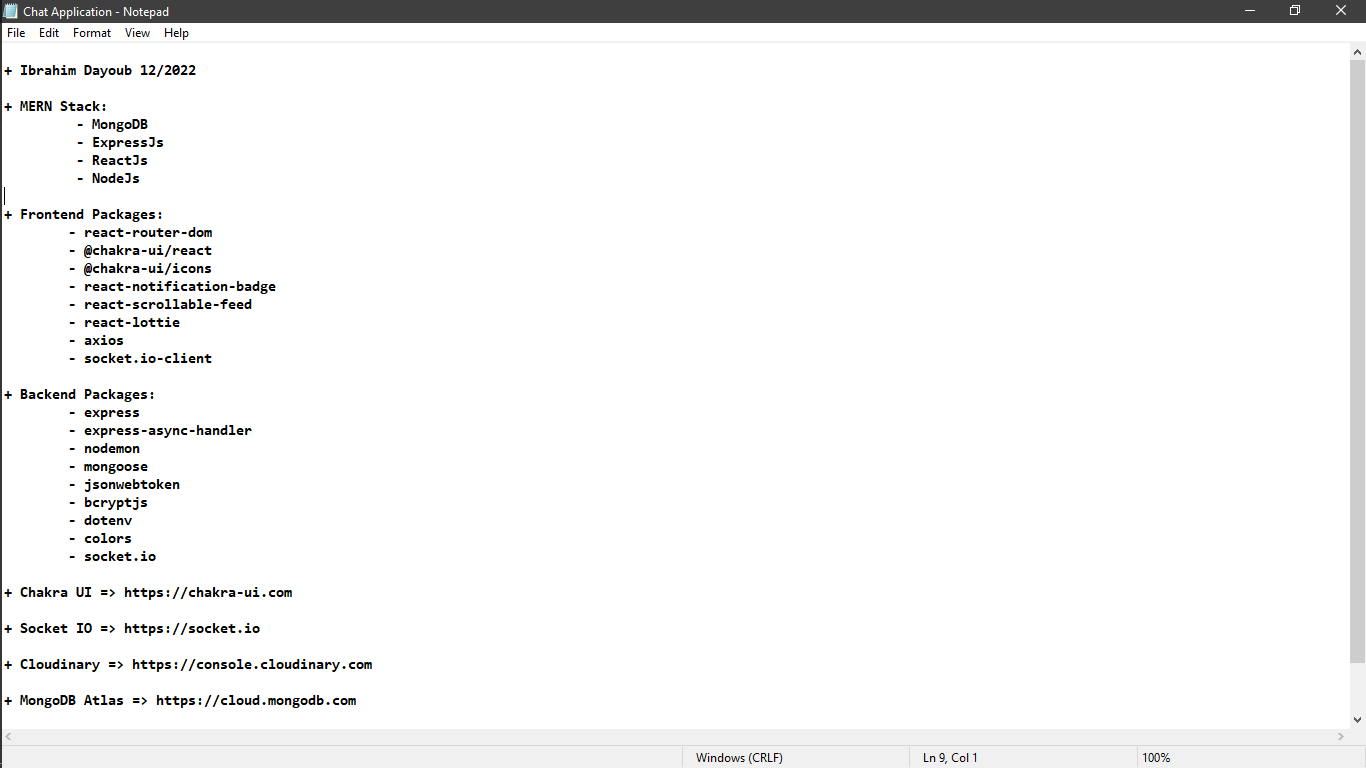 Chat Application - Notepad
File Edit Format View Help
+ Ibrahim Dayoub 12/2022
+ MERN Stack:
- MongoDB
- ExpressJs
- ReactJs
- NodeJs
+ Frontend Packages:
- react-router-dom
- @chakra-ui/react
- @chakra-ui/icons
- react-notification-badge
- react-scrollable-feed
- react-lottie
- axios
- socket.io-client
+ Backend Packages:
- express
- express-async-handler
- nodemon
- mongoose
- jsonwebtoken
- bcryptjs
- dotenv
- colors
- socket.io
+ Chakra UI => https://chakra-ui.com
+ Socket IO => https://socket.io
+ Cloudinary => https://console.cloudinary.com
+ MongoDB Atlas => https://cloud.mongodb.com
Windows (CRLF) Ln 9, Col 1 100%